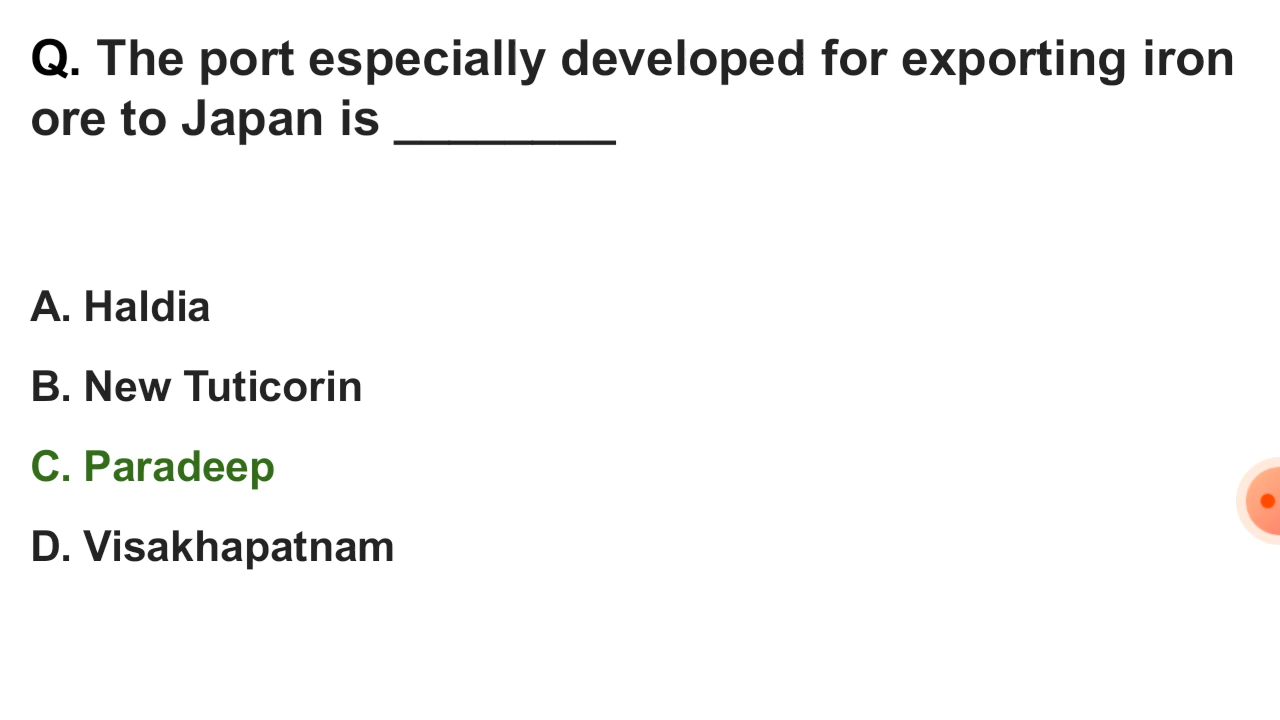 Q. The port especially developed for exporting iron
ore to Japan is ________
A. Haldia
B. New Tuticorin
C. Paradeep
D. Visakhapatnam